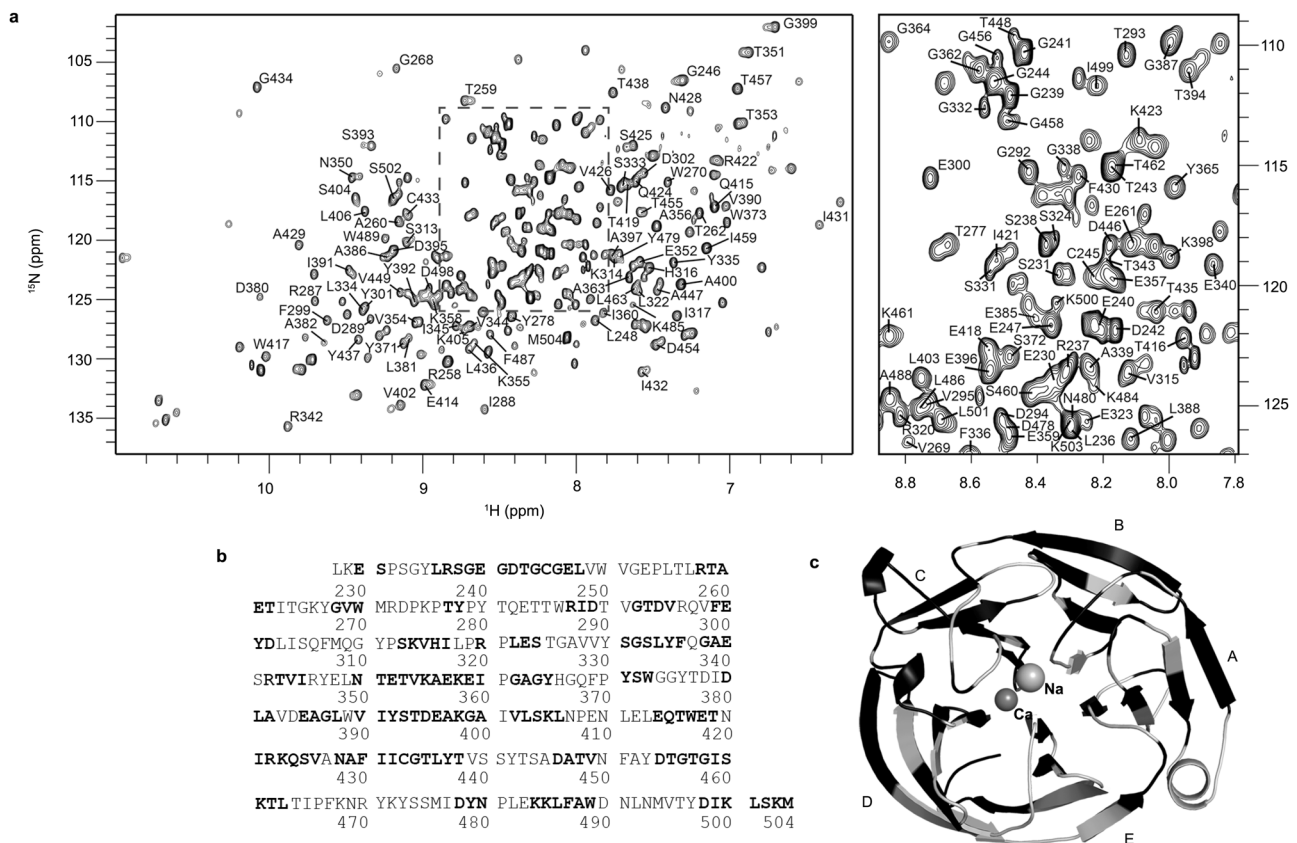 a
105
110
115
120
125
130
135
¹⁵N (ppm)
10
9
8
7
¹H (ppm)
G399
T351
G268
G434
T259
G246
T438
T457
N428
T353
S393
S425
N350
S502
S333
D302
R422
V426
W270
S404
Q424
Q415
C433
T455
V390
L406
T419
A356
W373
I431
A260
T262
S313
A429
W489
A397
Y479
I459
D395
A386
E352
I391
Y392
K314
Y335
V449
D498
H316
L334
A363
A400
D380
Y301
L463
L322
A447
R287
K358
I360
F299
V354
V344
K485
I317
A382
D289
I345
Y278
L248
K405
M504
D454
Y437
Y371
F487
W417
L381
L436
R258
K355
I432
V402
E414
I288
R342
110
115
120
125
8.8
8.6
8.4
8.2
8.0
7.8
G364
T448
T293
G456
G241
G362
G387
I499
G244
T394
G332
G239
G458
K423
G338
E300
G292
T462
Y365
F430
T243
S238
S324
E261
D446
T277
I421
K398
C245
T343
S231
E357
S331
E340
K500
E240
T435
E385
K461
E247
D242
E418
S372
T416
R237
L403
E396
E230
A339
A488
L486
V315
S460
K484
V295
N480
L501
D294
E323
L388
R320
D478
F336
E359
L236
V269
K503
b
LKE SPSGYLRSGE GDTGCGELVW VGEPLTLRTA
230 240 250 260
ETITGKYGVW MRDPKPTYPY TQETTWRIDT VGTDVRQVFE
270 280 290 300
YDLISQFMQG YPSKVHILPR PLESTGAVVY SGSLYFQGAE
310 320 330 340
SRTVIRYELN TETVKAEKEI PGAGYHGQFP YSWGGYTDID
350 360 370 380
LAVDEAGLWV IYSTDEAKGA IVLSKLNPEN LELEQTWETN
390 400 410 420
IRKQSVANAF IICGTLYTVS SYTSADATVN FAYDTGTGIS
430 440 450 460
KTLTIPFKNR YKYSSMIDYN PLEKKLFAWD NLNMVTYDIK LSKM
470 480 490 500 504
c
B
C
A
Na
Ca
D
E